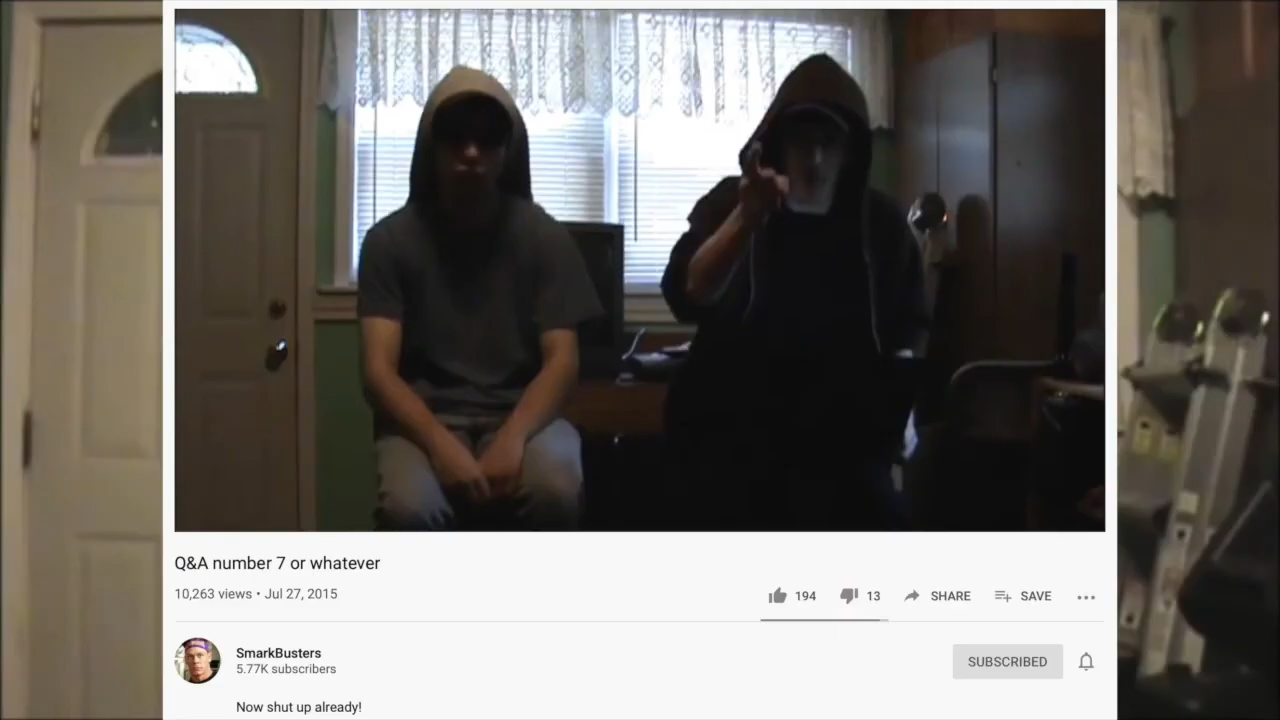 Q&A number 7 or whatever
10,263 views • Jul 27, 2015
194 13 SHARE SAVE
SmarkBusters
5.77K subscribers
SUBSCRIBED
Now shut up already!